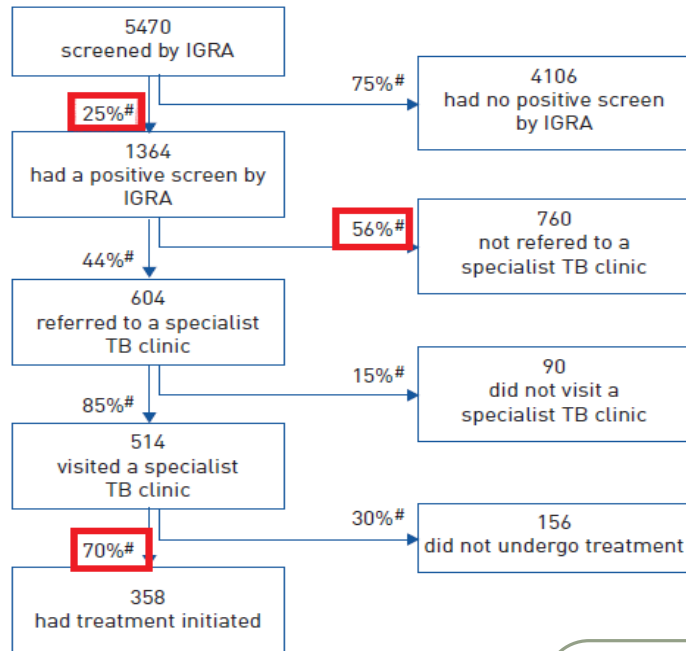 5470
screened by IGRA
75%#
4106
had no positive screen
by IGRA
25%#
1364
had a positive screen by
IGRA
56%#
760
not refered to a
specialist TB clinic
44%#
604
referred to a specialist
TB clinic
15%#
90
did not visit a
specialist TB clinic
85%#
514
visited a specialist
TB clinic
30%#
156
did not undergo treatment
70%#
358
had treatment initiated